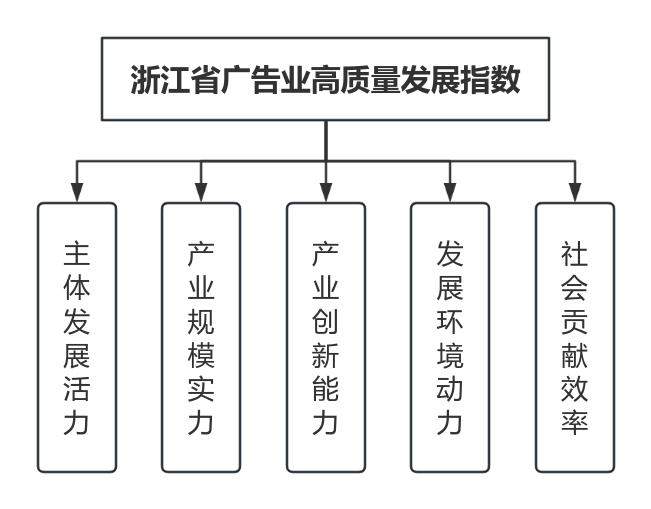 浙江省广告业高质量发展指数
主体发展活力
产业规模实力
产业创新能力
发展环境动力
社会贡献效率